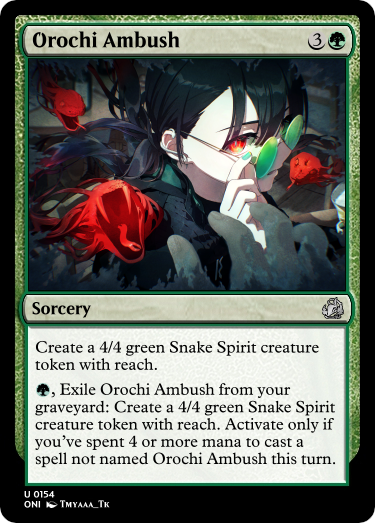 Orochi Ambush 3
Sorcery
Create a 4/4 green Snake Spirit creature
token with reach.
, Exile Orochi Ambush from your
graveyard: Create a 4/4 green Snake Spirit
creature token with reach. Activate only if
you've spent 4 or more mana to cast a
spell not named Orochi Ambush this turn.
U 0154
ONI Tmyaaa_Tk